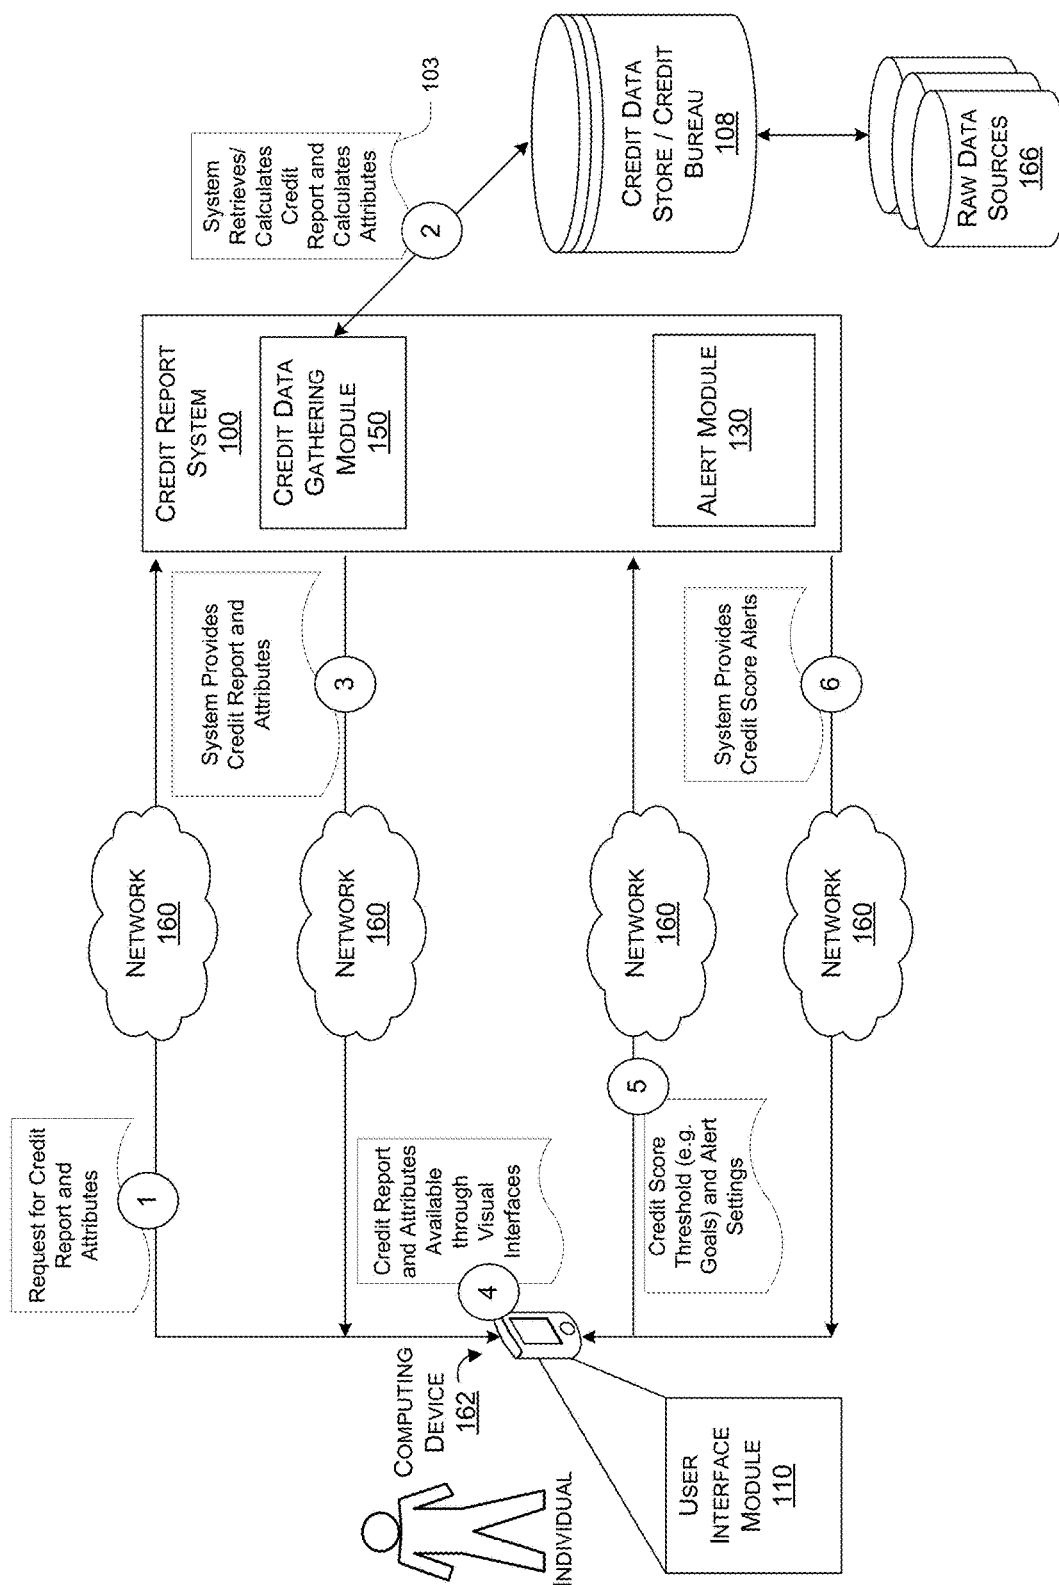 Request for Credit
Report and
Attributes
1
NETWORK
160
System Provides
Credit Report and
Attributes
3
NETWORK
160
CREDIT REPORT
SYSTEM
100
CREDIT DATA
GATHERING
MODULE
150
ALERT MODULE
130
System
Retrieves/
Calculates
Credit
Report and
Calculates
Attributes
103
2
CREDIT DATA
STORE / CREDIT
BUREAU
108
RAW DATA
SOURCES
166
COMPUTING
DEVICE
162
INDIVIDUAL
Credit Report
and Attributes
Available
through
Visual
Interfaces
4
USER
INTERFACE
MODULE
110
5
Credit Score
Threshold (e.g.
Goals) and Alert
Settings
NETWORK
160
System Provides
Credit Score Alerts
6
NETWORK
160